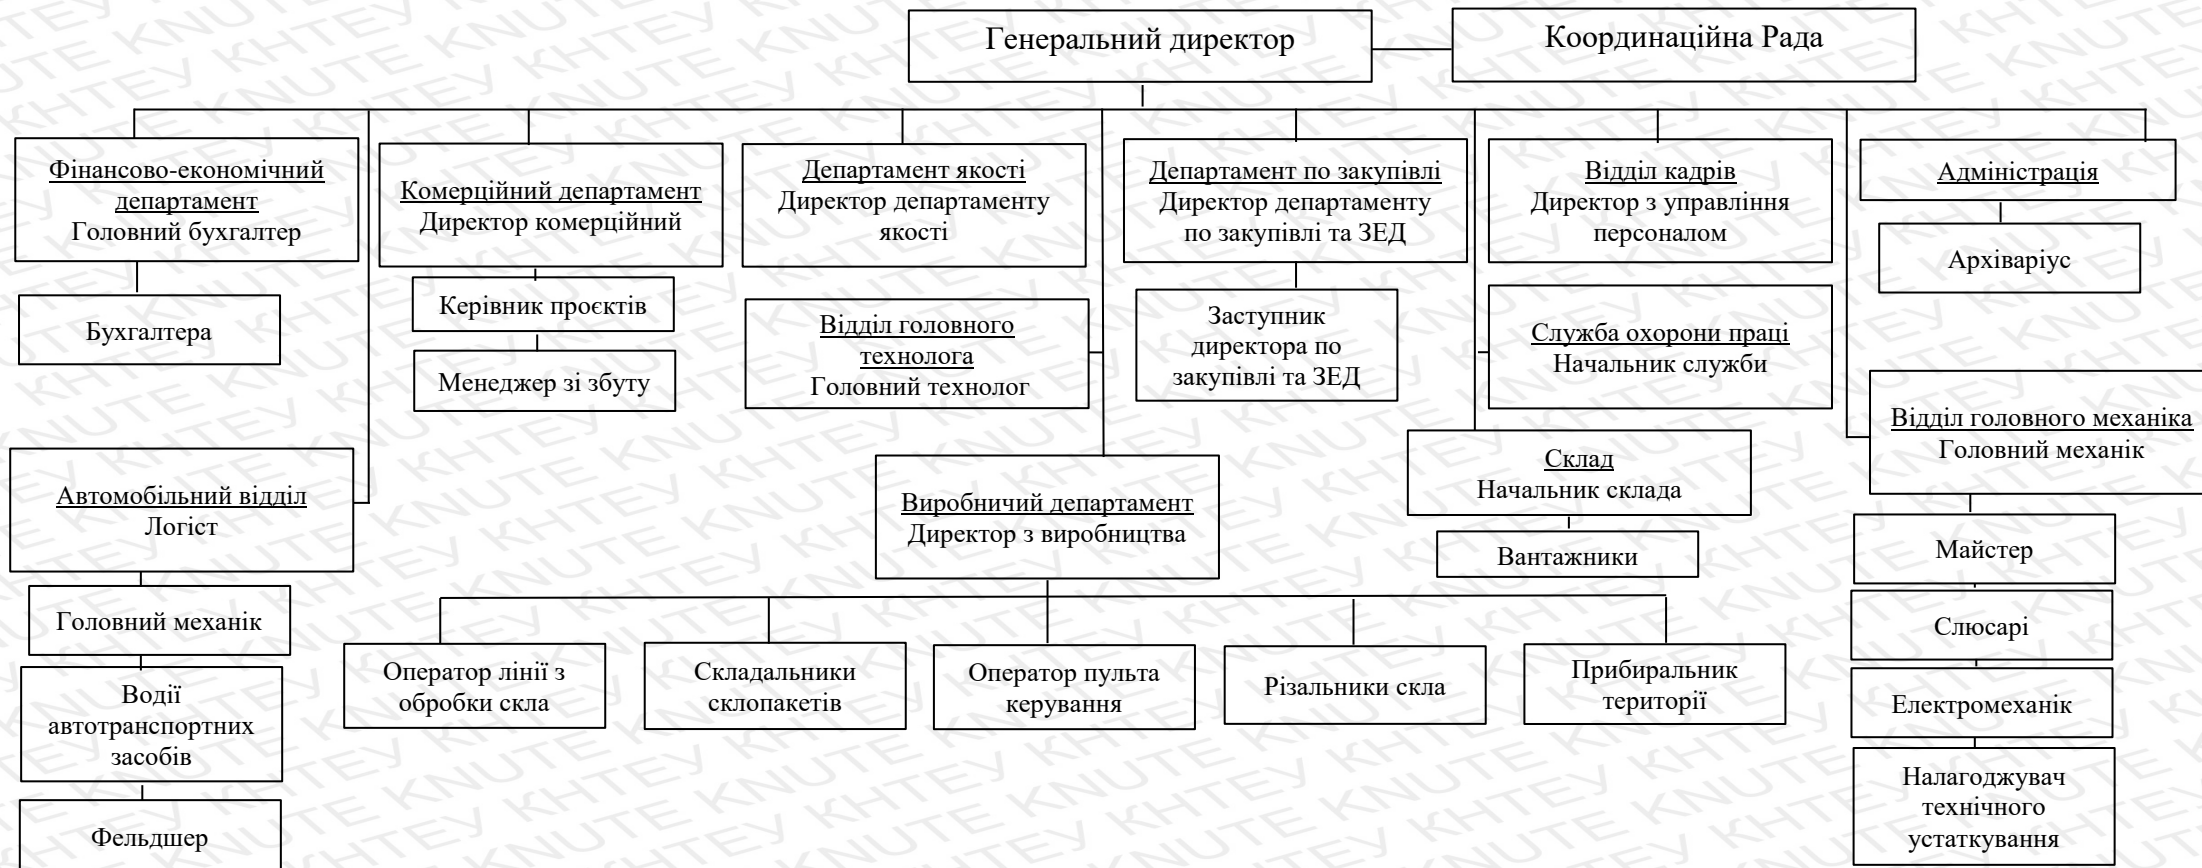 Генеральний директор
Координаційна Рада
Фінансово-економічний
департамент
Головний бухгалтер
Бухгалтера
Комерційний департамент
Директор комерційний
Керівник проєктів
Менеджер зі збуту
Департамент якості
Директор департаменту
якості
Відділ головного
технолога
Головний технолог
Департамент по закупівлі
Директор департаменту
по закупівлі та ЗЕД
Заступник
директора по
закупівлі та ЗЕД
Відділ кадрів
Директор з управління
персоналом
Служба охорони праці
Начальник служби
Адміністрація
Архіваріус
Автомобільний відділ
Логіст
Головний механік
Водії
автотранспортних
засобів
Фельдшер
Виробничий департамент
Директор з виробництва
Оператор лінії з
обробки скла
Складальники
склопакетів
Оператор пульта
керування
Різальники скла
Прибиральник
території
Склад
Начальник склада
Вантажники
Відділ головного механіка
Головний механік
Майстер
Слюсарі
Електромеханік
Налагоджувач
технічного
устаткування
KNUTE КНТЕУ